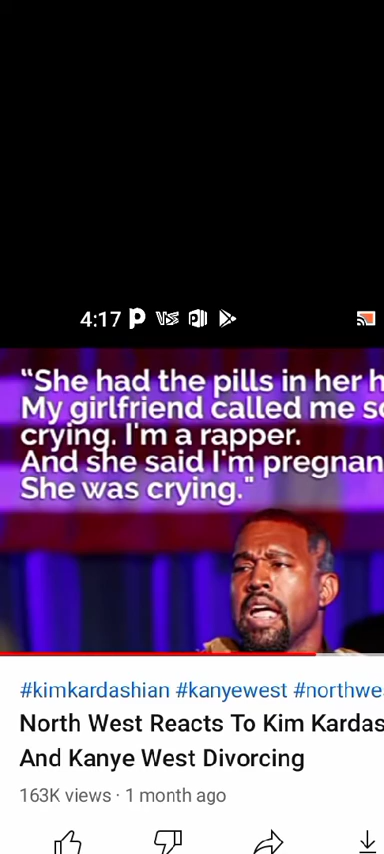 4:17
"She had the pills in her h
My girlfriend called me sc
crying. I'm a rapper.
And she said I'm pregnan
She was crying."
#kimkardashian #kanyewest #northwe
North West Reacts To Kim Kardas
And Kanye West Divorcing
163K views · 1 month ago